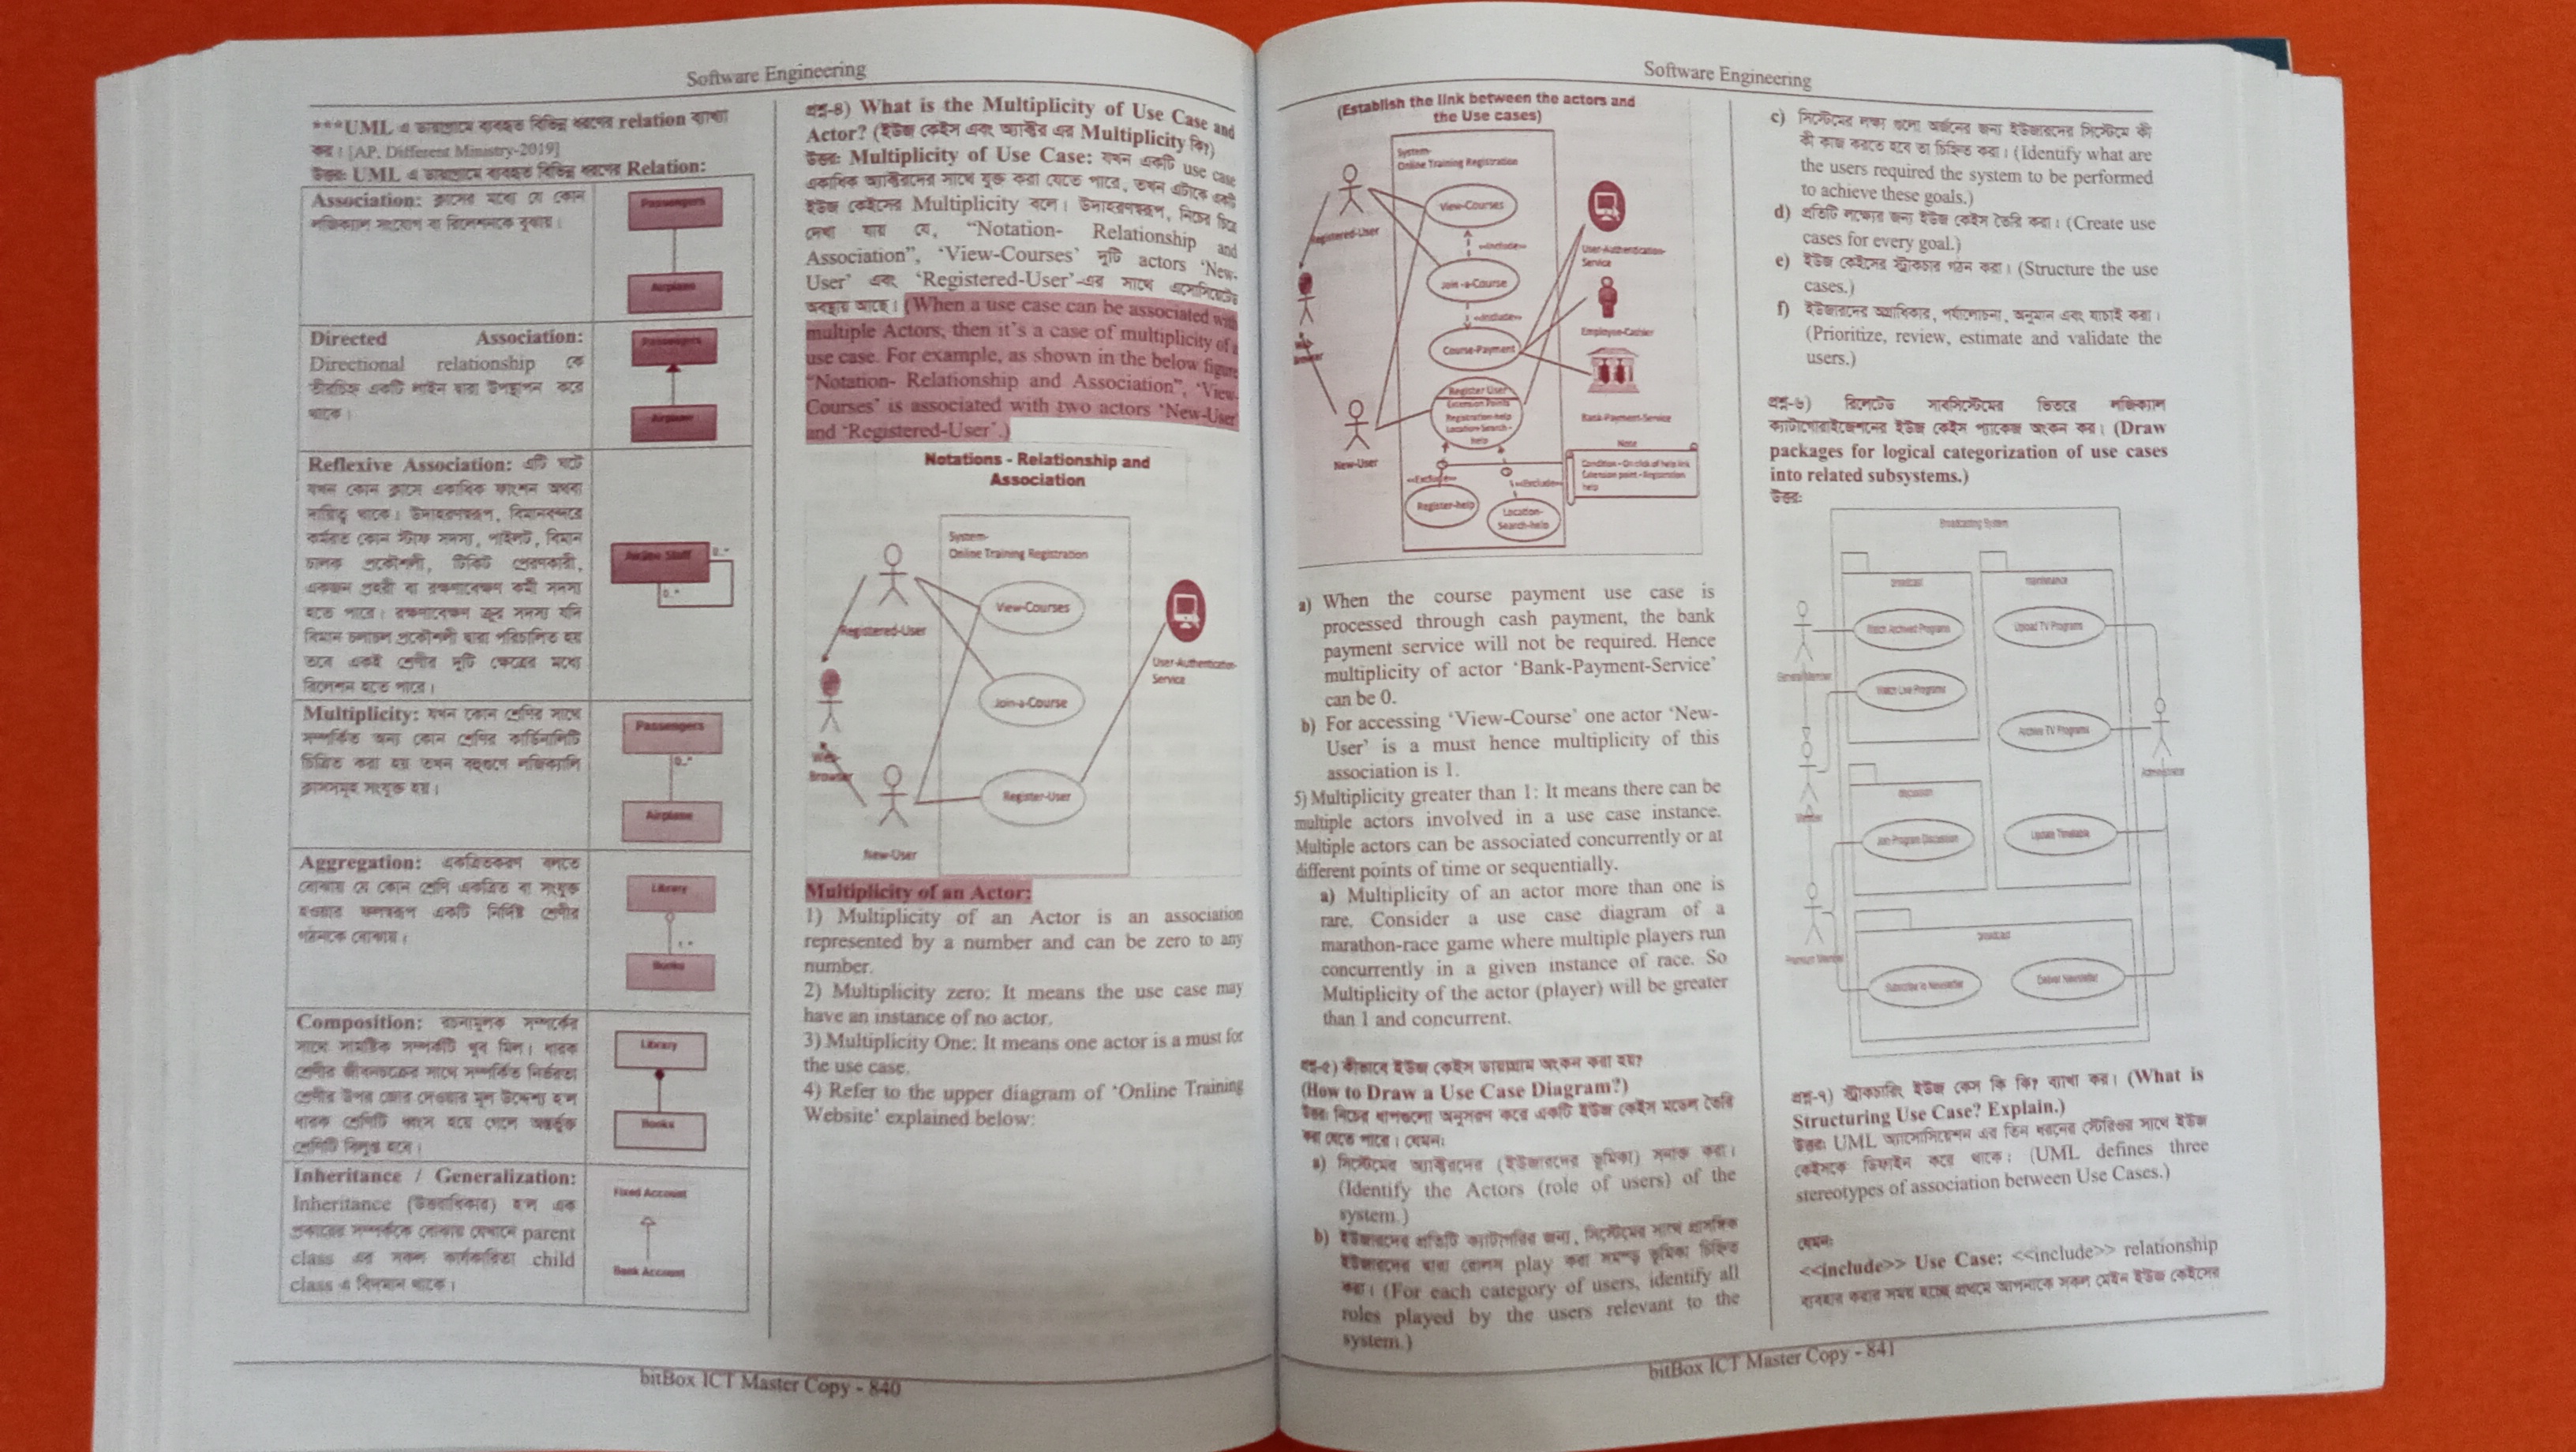 Software Engineering
***UML এ ডায়াগ্রামে ব্যবহৃত বিভিন্ন ধরণের relation ব্যাখ্যা
কর। [AP. Different Ministry-2019]
উত্তর: UML এ ডায়াগ্রামে ব্যবহৃত বিভিন্ন ধরণের Relation:
Association: ক্লাসের মধ্যে যে কোন
লজিক্যাল সংযোগ বা রিলেশনকে বুঝায়।
Passengers
Airplane
Directed Association:
Directional relationship কে
তীরচিহ্ন একটি লাইন দ্বারা উপস্থাপন করে
থাকে।
Passengers
Airplane
Reflexive Association: এটি ঘটে
যখন কোন ক্লাসে একাধিক ফাংশন অথবা
দায়িত্ব থাকে। উদাহরণস্বরূপ, বিমানবন্দরে
কর্মরত কোন স্টাফ সদস্য, পাইলট, বিমান
চালক প্রকৌশলী, টিকিট প্রেরণকারী,
একজন প্রহরী বা রক্ষণাবেক্ষণ কর্মী সদস্য
হতে পারে। রক্ষণাবেক্ষণ ক্রুর সদস্য যদি
বিমান চলাচল প্রকৌশলী দ্বারা পরিচালিত হয়
তবে একই শ্রেণীর দুটি ক্ষেত্রের মধ্যে
রিলেশন হতে পারে।
Airline Staff
0..*
0..*
Multiplicity: যখন কোন শ্রেণির সাথে
সম্পর্কিত অন্য কোন শ্রেণির কার্ডিনালিটি
চিত্রিত করা হয় তখন বহুগুণে লজিক্যালি
ক্লাসসমূহ সংযুক্ত হয়।
Passengers
0..*
Airplane
Aggregation: একত্রিতকরণ বলতে
বোঝায় যে কোন শ্রেণি একত্রিত বা সংযুক্ত
হওয়ার ফলস্বরূপ একটি নির্দিষ্ট শ্রেণীর
গঠনকে বোঝায়।
Library
1..*
Books
Composition: রচনামূলক সম্পর্কের
সাথে সামষ্টিক সম্পর্কটি খুব মিল। ধারক
শ্রেণীর জীবনচক্রের সাথে সম্পর্কিত নির্ভরতা
শ্রেণীর উপর জোর দেওয়ার মূল উদ্দেশ্য হ'ল
ধারক শ্রেণিটি ধ্বংস হয়ে গেলে অন্তর্ভুক্ত
শ্রেণিটি বিলুপ্ত হবে।
Library
Books
Inheritance / Generalization:
Inheritance (উত্তরাধিকার) হ'ল এক
প্রকারের সম্পর্ককে বোঝায় যেখানে parent
class এর সকল কার্যকারিতা child
class এ বিদ্যমান থাকে।
Fixed Account
Bank Account
প্রশ্ন-৪) What is the Multiplicity of Use Case and
Actor? (ইউজ কেইস এবং অ্যাক্টর এর Multiplicity কি?)
উত্তর: Multiplicity of Use Case: যখন একটি use case
একাধিক অ্যাক্টরদের সাথে যুক্ত করা যেতে পারে, তখন এটাকে একটি
ইউজ কেইসের Multiplicity বলে। উদাহরণস্বরূপ, নিচের চিত্রে
দেখা যায় যে, "Notation- Relationship and
Association", 'View-Courses' দুটি actors 'New-
User' এবং 'Registered-User'-এর সাথে এসোসিয়েটেড
অবস্থায় আছে। (When a use case can be associated with
multiple Actors, then it's a case of multiplicity of a
use case. For example, as shown in the below figure
"Notation- Relationship and Association", 'View-
Courses' is associated with two actors 'New-User'
and 'Registered-User'.)
Notations - Relationship and
Association
System-
Online Training Registration
View-Courses
Registered-User
User-Authentication-
Service
Join-a-Course
Web-
Browser
Register-User
New-User
Multiplicity of an Actor:
1) Multiplicity of an Actor is an association
represented by a number and can be zero to any
number.
2) Multiplicity zero: It means the use case may
have an instance of no actor.
3) Multiplicity One: It means one actor is a must for
the use case.
4) Refer to the upper diagram of 'Online Training
Website' explained below:
bitBox ICT Master Copy - 840
Software Engineering
(Establish the link between the actors and
the Use cases)
System-
Online Training Registration
View-Courses
Registered-User
«Include»
User-Authentication-
Service
Join -a-Course
«Include»
Employee-Cashier
Web-
Browser
Course-Payment
Register User
Extension Points
Registration-help
Location-Search-
help
Bank-Payment-Service
New-User
Note
Condition - On click of help link
Extension point - Registration
help
«Exclude»
«Exclude»
Register-help
Location-
Search-help
a) When the course payment use case is
processed through cash payment, the bank
payment service will not be required. Hence
multiplicity of actor 'Bank-Payment-Service'
can be 0.
b) For accessing 'View-Course' one actor 'New-
User' is a must hence multiplicity of this
association is 1.
5) Multiplicity greater than 1: It means there can be
multiple actors involved in a use case instance.
Multiple actors can be associated concurrently or at
different points of time or sequentially.
a) Multiplicity of an actor more than one is
rare. Consider a use case diagram of a
marathon-race game where multiple players run
concurrently in a given instance of race. So
Multiplicity of the actor (player) will be greater
than 1 and concurrent.
প্রশ্ন-৫) কীভাবে ইউজ কেইস ডায়াগ্রাম অংকন করা হয়?
(How to Draw a Use Case Diagram?)
উত্তর: নিচের ধাপগুলো অনুসরণ করে একটি ইউজ কেইস মডেল তৈরি
করা যেতে পারে। যেমন:
a) সিস্টেমের অ্যাক্টরদের (ইউজারদের ভূমিকা) সনাক্ত করা।
(Identify the Actors (role of users) of the
system.)
b) ইউজারদের প্রতিটি ক্যাটাগরির জন্য, সিস্টেমের সাথে প্রাসঙ্গিক
ইউজারদের দ্বারা রোলস play করা সমস্ত ভূমিকা চিহ্নিত
করা। (For each category of users, identify all
roles played by the users relevant to the
system.)
c) সিস্টেমের লক্ষ্য গুলো অর্জনের জন্য ইউজারদের সিস্টেমে কী
কী কাজ করতে হবে তা চিহ্নিত করা। (Identify what are
the users required the system to be performed
to achieve these goals.)
d) প্রতিটি লক্ষ্যের জন্য ইউজ কেইস তৈরি করা। (Create use
cases for every goal.)
e) ইউজ কেইসের স্ট্রাকচার গঠন করা। (Structure the use
cases.)
f) ইউজারদের অগ্রাধিকার, পর্যালোচনা, অনুমান এবং যাচাই করা।
(Prioritize, review, estimate and validate the
users.)
প্রশ্ন-৬) রিলেটেড সাবসিস্টেমের ভিতরে লজিক্যাল
ক্যাটাগোরাইজেশনের ইউজ কেইস প্যাকেজ অংকন কর। (Draw
packages for logical categorization of use cases
into related subsystems.)
উত্তর:
Broadcasting System
broadcast
maintenance
Watch Archived Programs
Upload TV Programs
General Member
Watch Live Programs
Archive TV Programs
Administrator
discussion
Member
Join Program Discussion
Update Timetable
broadcast
Premium Member
Subscribe to Newsletter
Deliver Newsletter
প্রশ্ন-৭) স্ট্রাকচারিং ইউজ কেস কি কি? ব্যাখ্যা কর। (What is
Structuring Use Case? Explain.)
উত্তর: UML অ্যাসোসিয়েশন এর তিন ধরনের স্টেরিওর সাথে ইউজ
কেইসকে ডিফাইন করে থাকে: (UML defines three
stereotypes of association between Use Cases.)
যেমন:
<<include>> Use Case: <<include>> relationship
ব্যবহার করার সময় হচ্ছে প্রথমে আপনাকে সকল মেইন ইউজ কেইসের
bitBox ICT Master Copy - 841